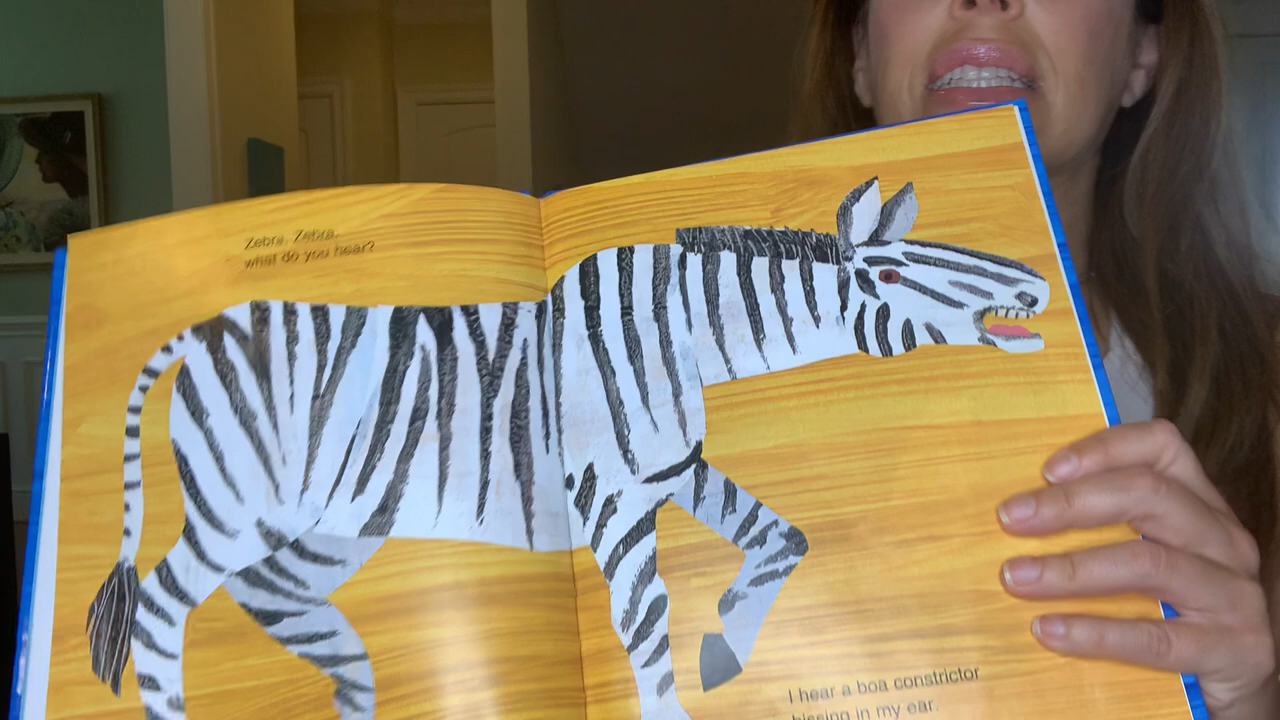 Zebra, Zebra,
what do you hear?
I hear a boa constrictor
hissing in my ear.